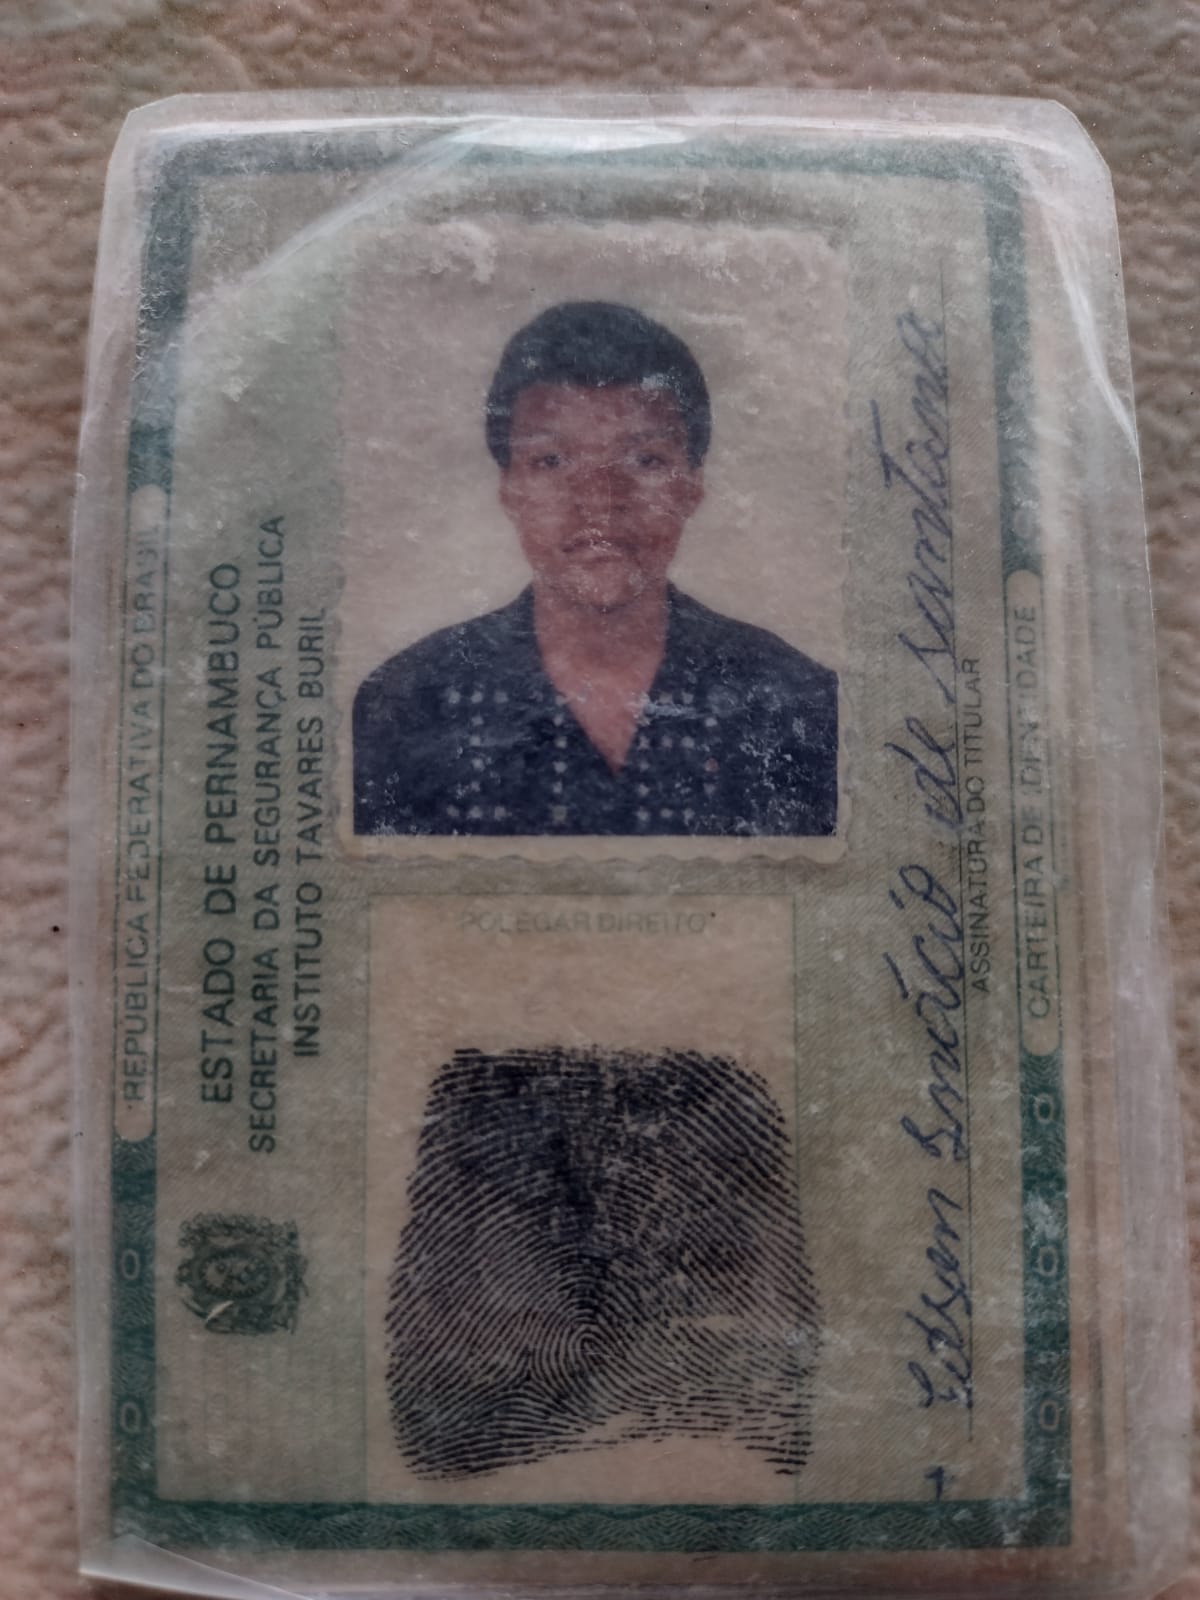 REPÚBLICA FEDERATIVA DO BRASIL
ESTADO DE PERNAMBUCO
SECRETARIA DA SEGURANÇA PÚBLICA
INSTITUTO TAVARES BURIL
POLEGAR DIREITO
Inácio de Santana
ASSINATURA DO TITULAR
CARTEIRA DE IDENTIDADE